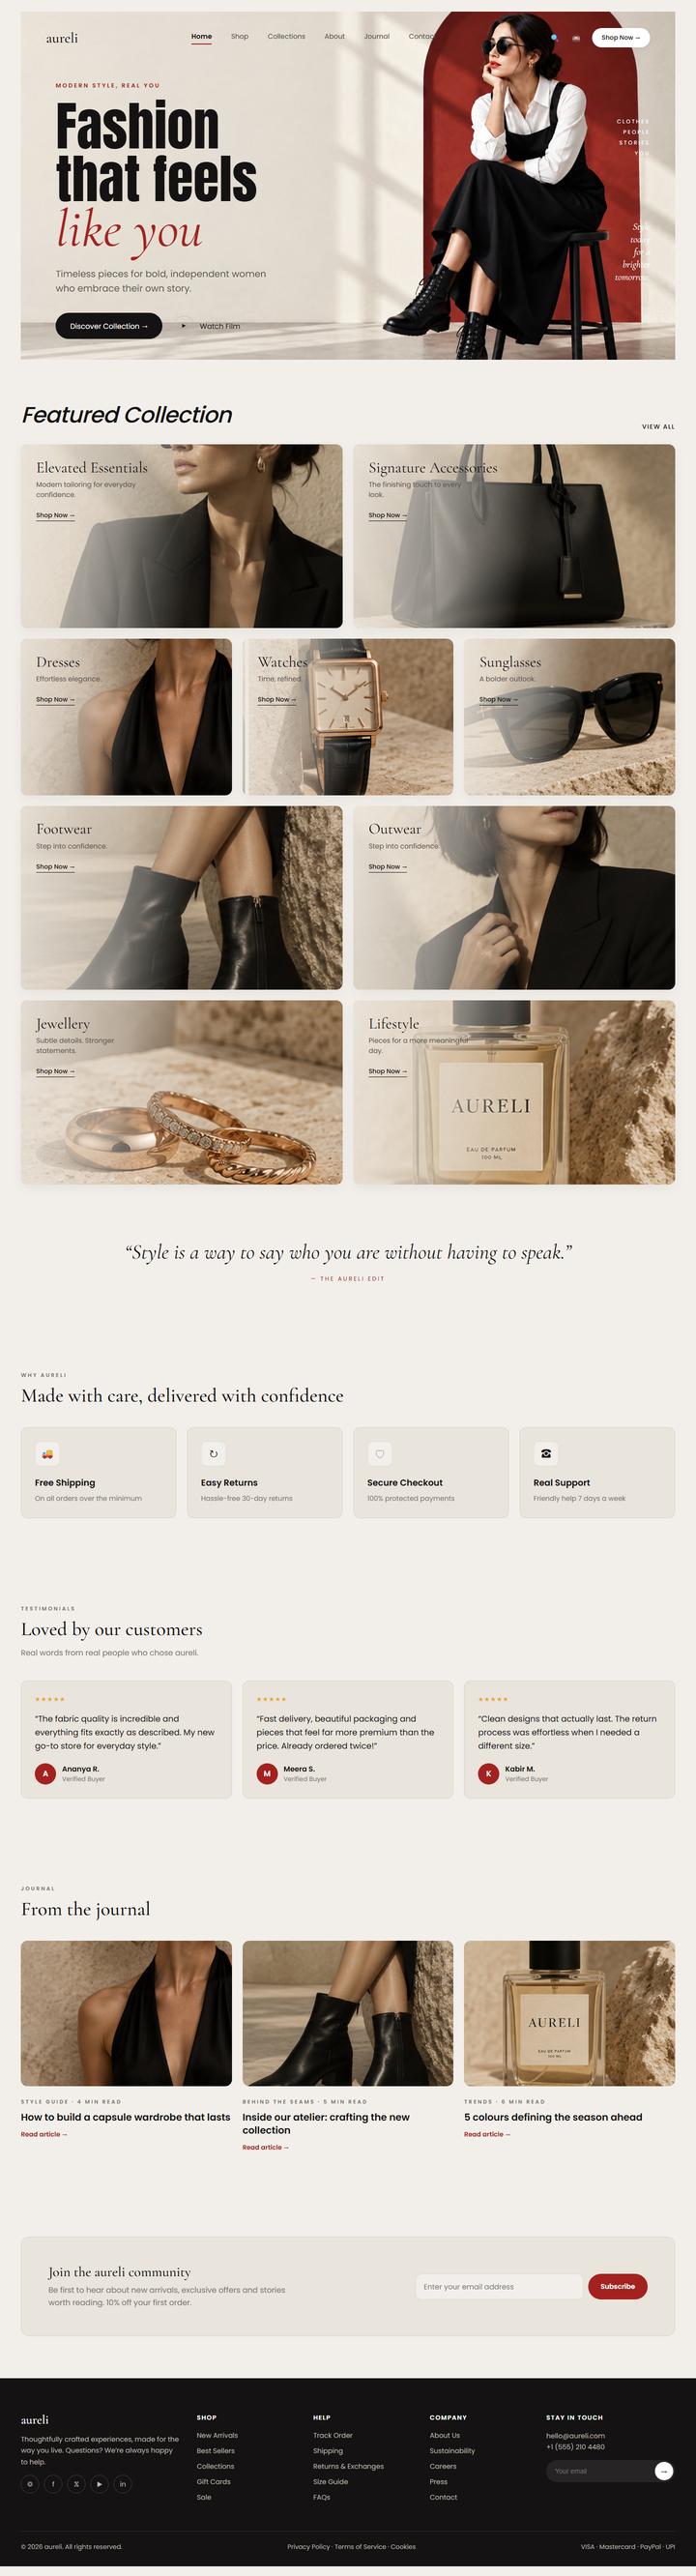 aureli
Home Shop Collections About Journal Contac
Shop Now →
MODERN STYLE, REAL YOU
Fashion
that feels
like you
Timeless pieces for bold, independent women
who embrace their own story.
Discover Collection → Watch Film
CLOTHES
PEOPLE
STORIES
YOU
Style
today
for a
brighter
tomorrow.
Featured Collection
VIEW ALL
Elevated Essentials
Modern tailoring for everyday
confidence.
Shop Now →
Signature Accessories
The finishing touch to every
look.
Shop Now →
Dresses
Effortless elegance.
Shop Now →
Watches
Time, refined.
Shop Now →
Sunglasses
A bolder outlook.
Shop Now →
Footwear
Step into confidence.
Shop Now →
Outwear
Step into confidence.
Shop Now →
Jewellery
Subtle details. Stronger
statements.
Shop Now →
Lifestyle
Pieces for a more meaningful
day.
Shop Now →
AURELI
EAU DE PARFUM
100 ML
“Style is a way to say who you are without having to speak.”
— THE AURELI EDIT
WHY AURELI
Made with care, delivered with confidence
Free Shipping
On all orders over the minimum
Easy Returns
Hassle-free 30-day returns
Secure Checkout
100% protected payments
Real Support
Friendly help 7 days a week
TESTIMONIALS
Loved by our customers
Real words from real people who chose aureli.
★★★★★
“The fabric quality is incredible and
everything fits exactly as described. My new
go-to store for everyday style.”
A
Ananya R.
Verified Buyer
★★★★★
“Fast delivery, beautiful packaging and
pieces that feel far more premium than the
price. Already ordered twice!”
M
Meera S.
Verified Buyer
★★★★★
“Clean designs that actually last. The return
process was effortless when I needed a
different size.”
K
Kabir M.
Verified Buyer
JOURNAL
From the journal
STYLE GUIDE · 4 MIN READ
How to build a capsule wardrobe that lasts
Read article →
BEHIND THE SEAMS · 5 MIN READ
Inside our atelier: crafting the new
collection
Read article →
AURELI
EAU DE PARFUM
100 ML
TRENDS · 6 MIN READ
5 colours defining the season ahead
Read article →
Join the aureli community
Be first to hear about new arrivals, exclusive offers and stories
worth reading. 10% off your first order.
Enter your email address
Subscribe
aureli
Thoughtfully crafted experiences, made for the
way you live. Questions? We're always happy
to help.
f
in
SHOP
New Arrivals
Best Sellers
Collections
Gift Cards
Sale
HELP
Track Order
Shipping
Returns & Exchanges
Size Guide
FAQs
COMPANY
About Us
Sustainability
Careers
Press
Contact
STAY IN TOUCH
hello@aureli.com
+1 (555) 210 4480
Your email
→
© 2026 aureli. All rights reserved.
Privacy Policy · Terms of Service · Cookies
VISA · Mastercard · PayPal · UPI